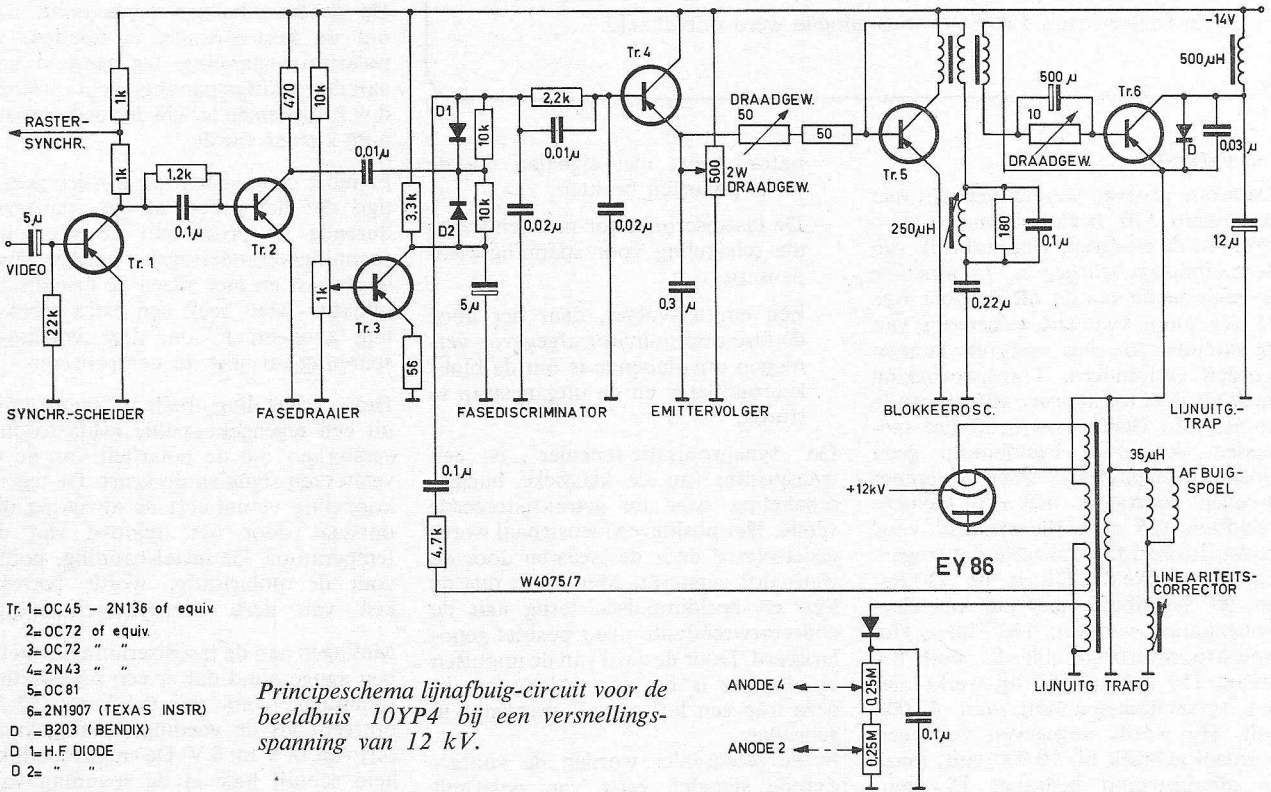 -14V
500 µH
1k
470
10k
1k
RASTER-
SYNCHR.
1,2k
0,1µ
5µ
VIDEO
Tr. 1
22k
Tr. 2
1k
0,01µ
3,3k
Tr. 3
56
D1
D2
10k
10k
5µ
2,2k
0,01µ
0,02µ
0,02µ
Tr. 4
DRAADGEW.
50
50
500
2W
DRAADGEW.
0,3µ
Tr. 5
250µH
180
0,1µ
0,22µ
500µ
10
DRAADGEW.
Tr. 6
D
0,03µ
12µ
SYNCHR.-SCHEIDER
FASEDRAAIER
FASEDISCRIMINATOR
EMITTERVOLGER
BLOKKEEROSC.
LIJNUITG.-
TRAP
0,1µ
4,7k
W4075/7
+12kV
EY 86
35µH
AFBUIG-
SPOEL
LINEARITEITS-
CORRECTOR
LIJNUITG TRAFO
ANODE 4
ANODE 2
0,25M
0,25M
0,1µ
Tr. 1= OC45 - 2N136 of equiv
2= OC72 of equiv.
3= OC72 " "
4= 2N43 " "
5= OC 81
6= 2N1907 (TEXAS INSTR)
D = B203 (BENDIX)
D 1= H.F DIODE
D 2= "
Principeschema lijnafbuig-circuit voor de
beeldbuis 10YP4 bij een versnellings-
spanning van 12 kV.